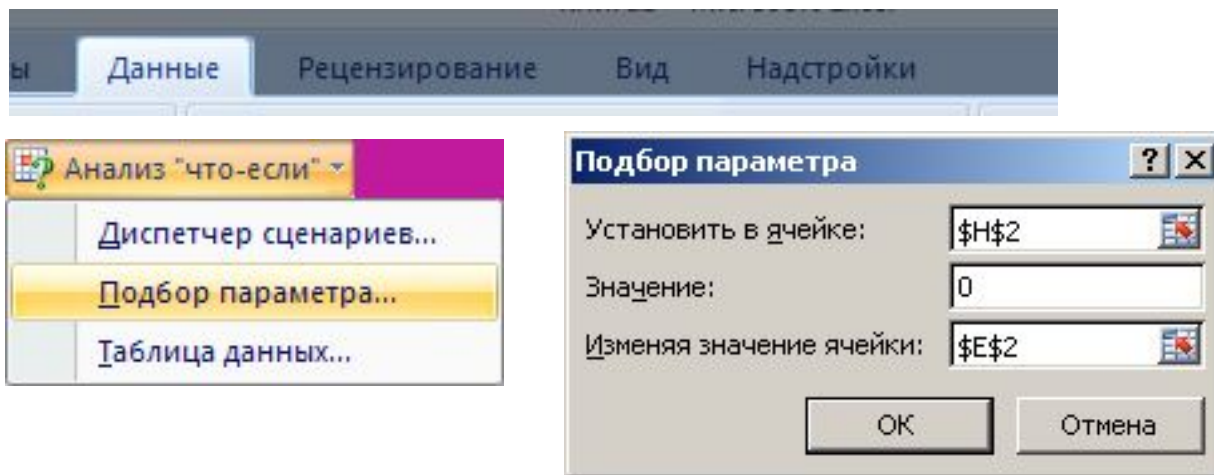 ы Данные Рецензирование Вид Надстройки
Анализ "что-если"
Диспетчер сценариев...
Подбор параметра...
Таблица данных...
Подбор параметра
Установить в ячейке: $H$2
Значение: 0
Изменяя значение ячейки: $E$2
ОК Отмена